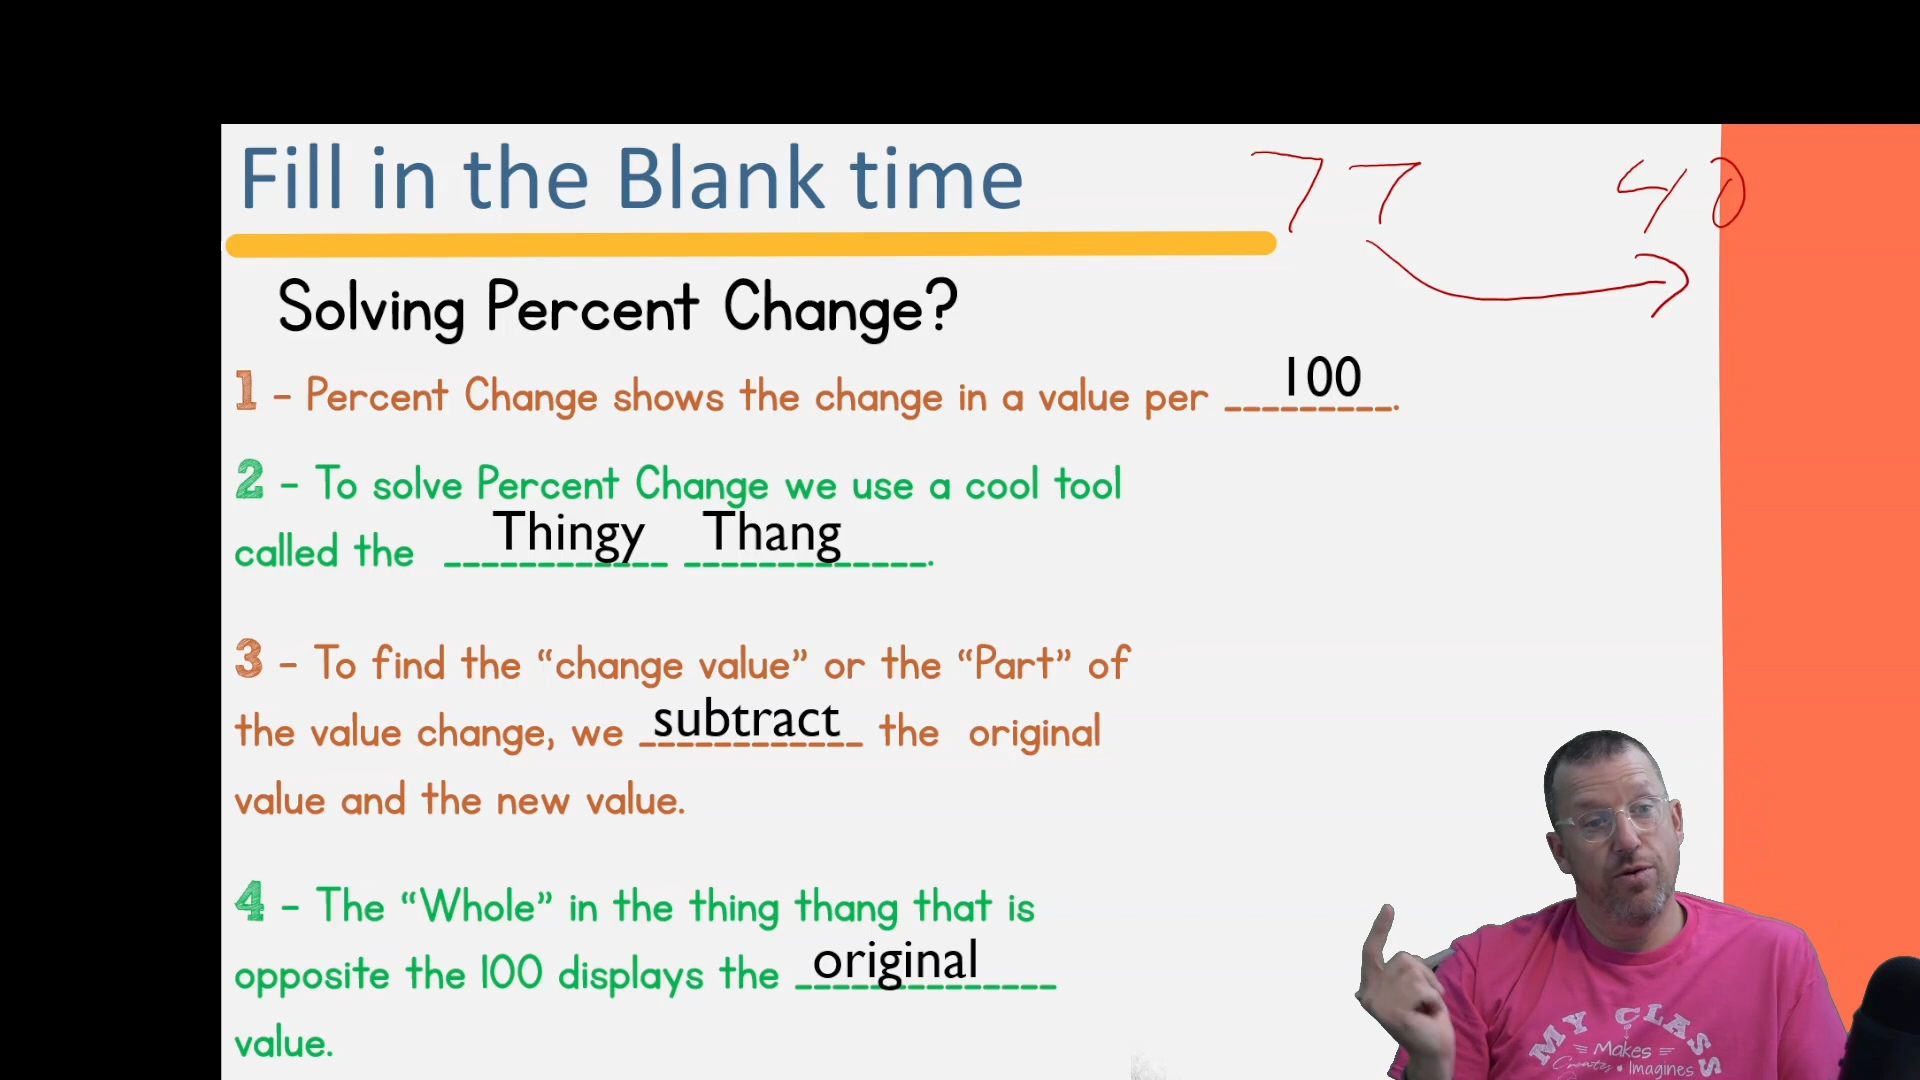 Fill in the Blank time
77 40
Solving Percent Change?
1 - Percent Change shows the change in a value per 100.
2 - To solve Percent Change we use a cool tool
called the Thingy Thang.
3 - To find the “change value” or the “Part” of
the value change, we subtract the original
value and the new value.
4 - The “Whole” in the thing thang that is
opposite the 100 displays the original
value.
MY CLASS
Makes
Creates • Imagines